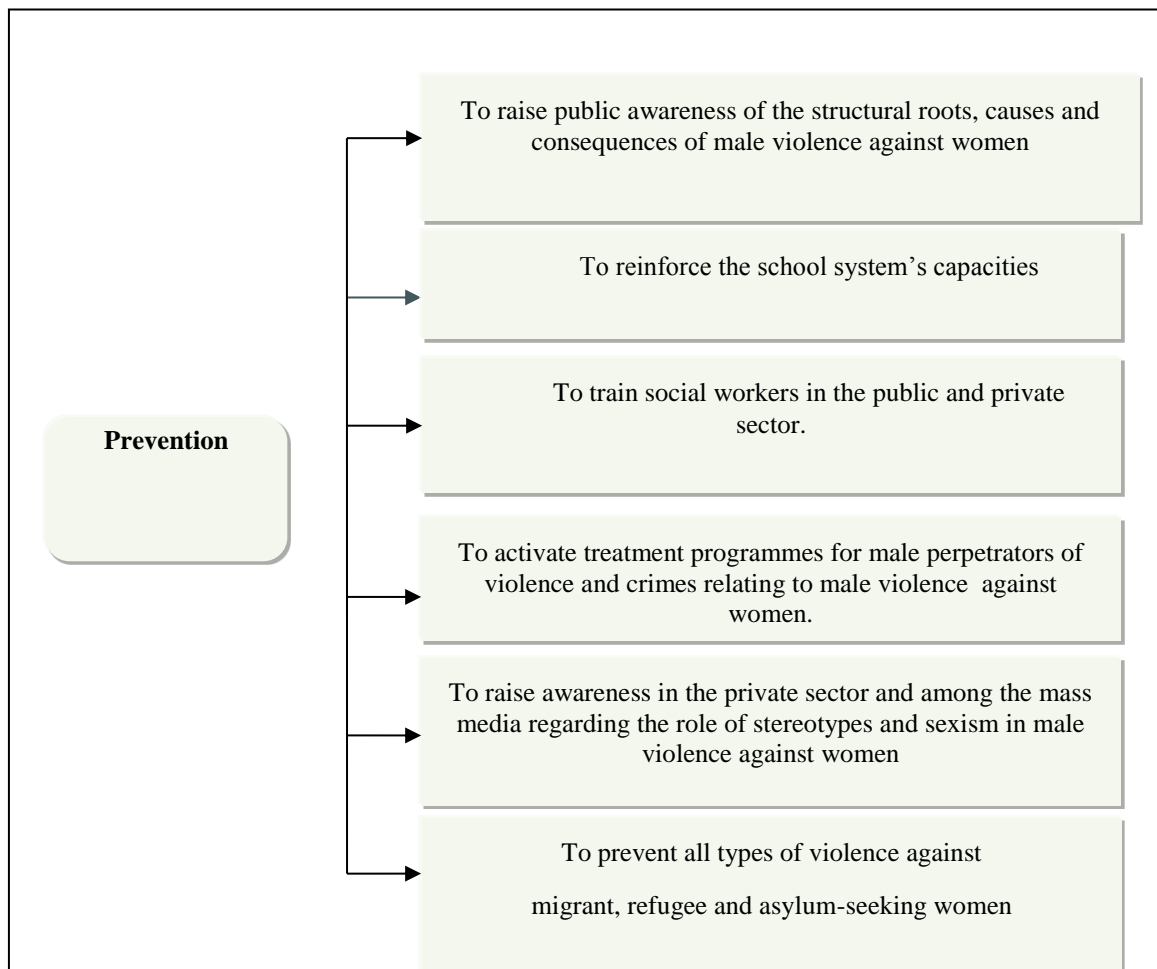 To raise public awareness of the structural roots, causes and
consequences of male violence against women
To reinforce the school system’s capacities
To train social workers in the public and private
sector.
Prevention
To activate treatment programmes for male perpetrators of
violence and crimes relating to male violence against
women.
To raise awareness in the private sector and among the mass
media regarding the role of stereotypes and sexism in male
violence against women
To prevent all types of violence against
migrant, refugee and asylum-seeking women